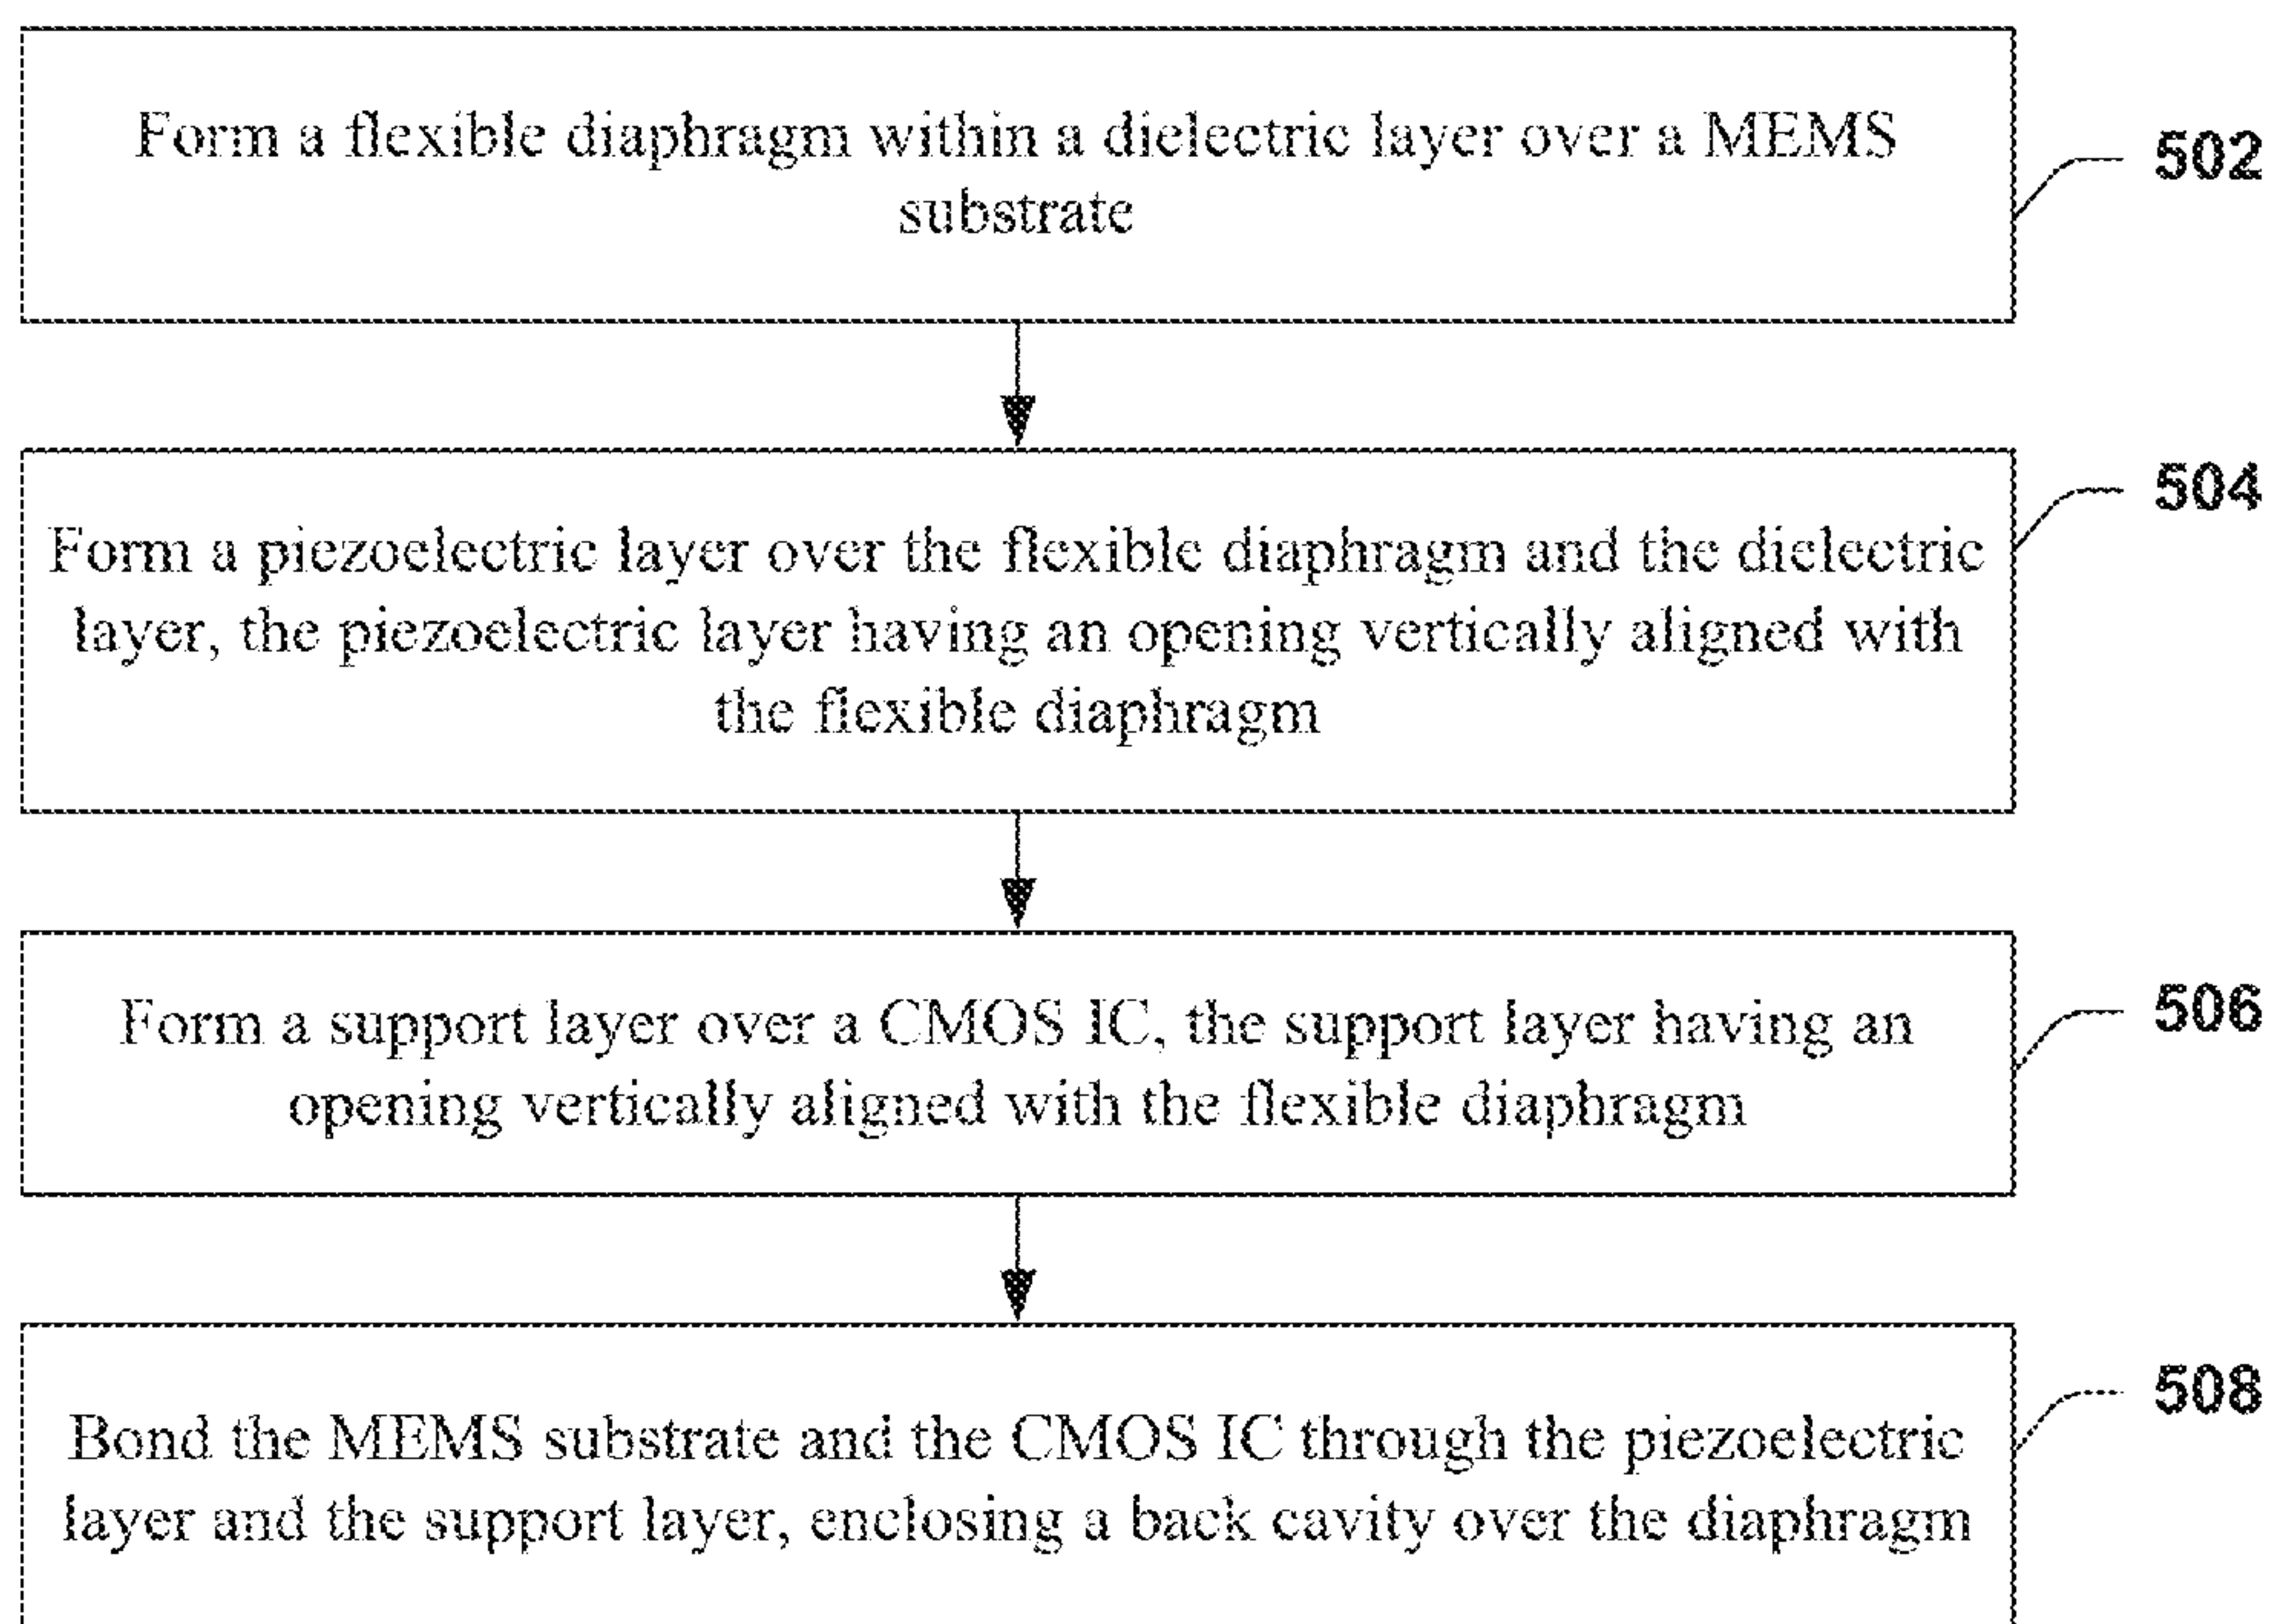 Form a flexible diaphragm within a dielectric layer over a MEMS
substrate
502
Form a piezoelectric layer over the flexible diaphragm and the dielectric
layer, the piezoelectric layer having an opening vertically aligned with
the flexible diaphragm
504
Form a support layer over a CMOS IC, the support layer having an
opening vertically aligned with the flexible diaphragm
506
Bond the MEMS substrate and the CMOS IC through the piezoelectric
layer and the support layer, enclosing a back cavity over the diaphragm
508